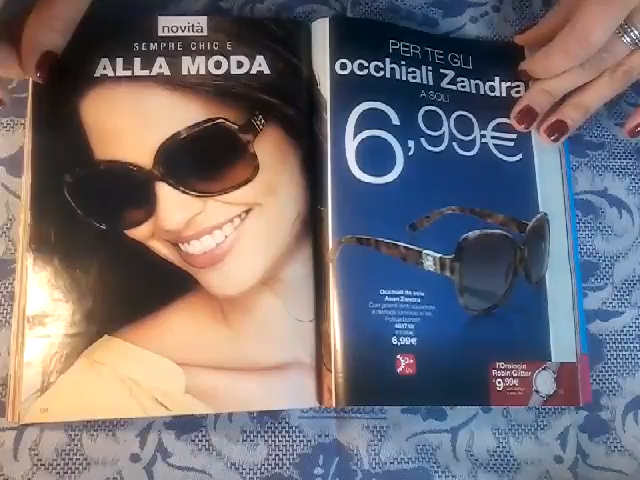 novità
SEMPRE CHIC E
ALLA MODA
PER TE GLI
occhiali Zandra
A SOLI
6,99€
Occhiali da sole
Avon Zandra
6,99€
l'Orologio
Robin Glitter
9,99€